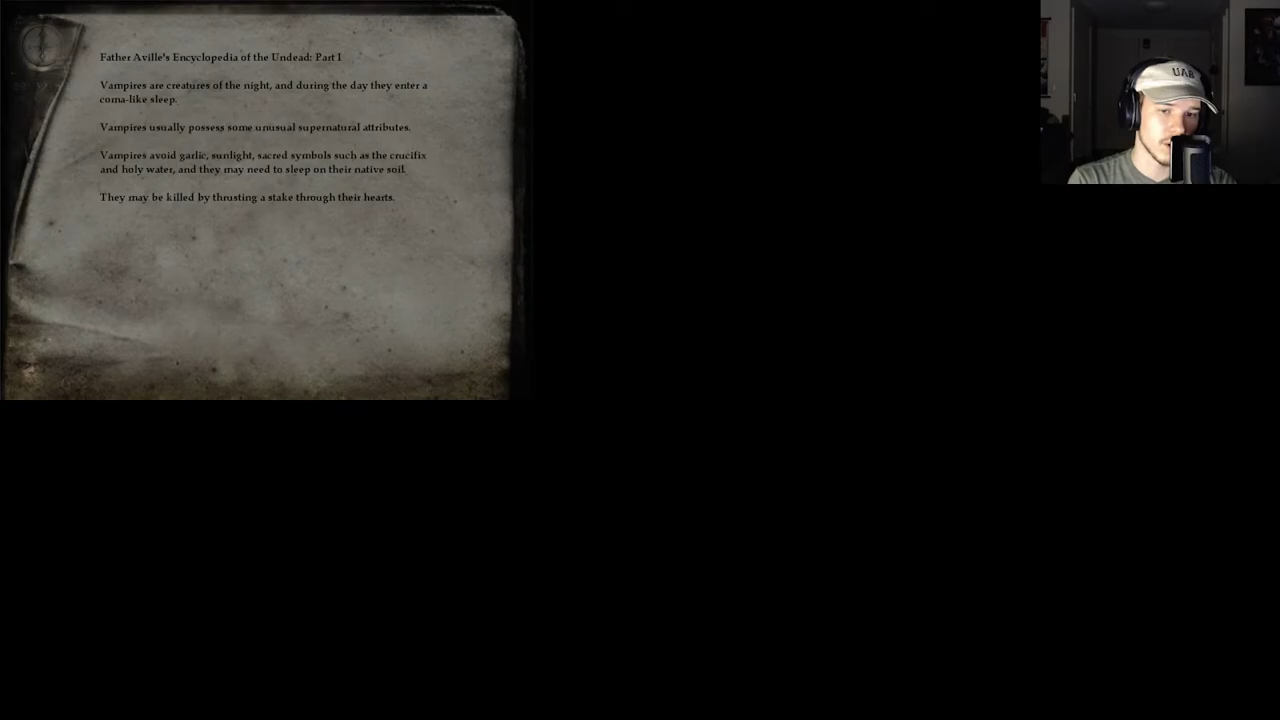 Father Aville's Encyclopedia of the Undead: Part I
Vampires are creatures of the night, and during the day they enter a
coma-like sleep.
Vampires usually possess some unusual supernatural attributes.
Vampires avoid garlic, sunlight, sacred symbols such as the crucifix
and holy water, and they may need to sleep on their native soil.
They may be killed by thrusting a stake through their hearts.
UAB